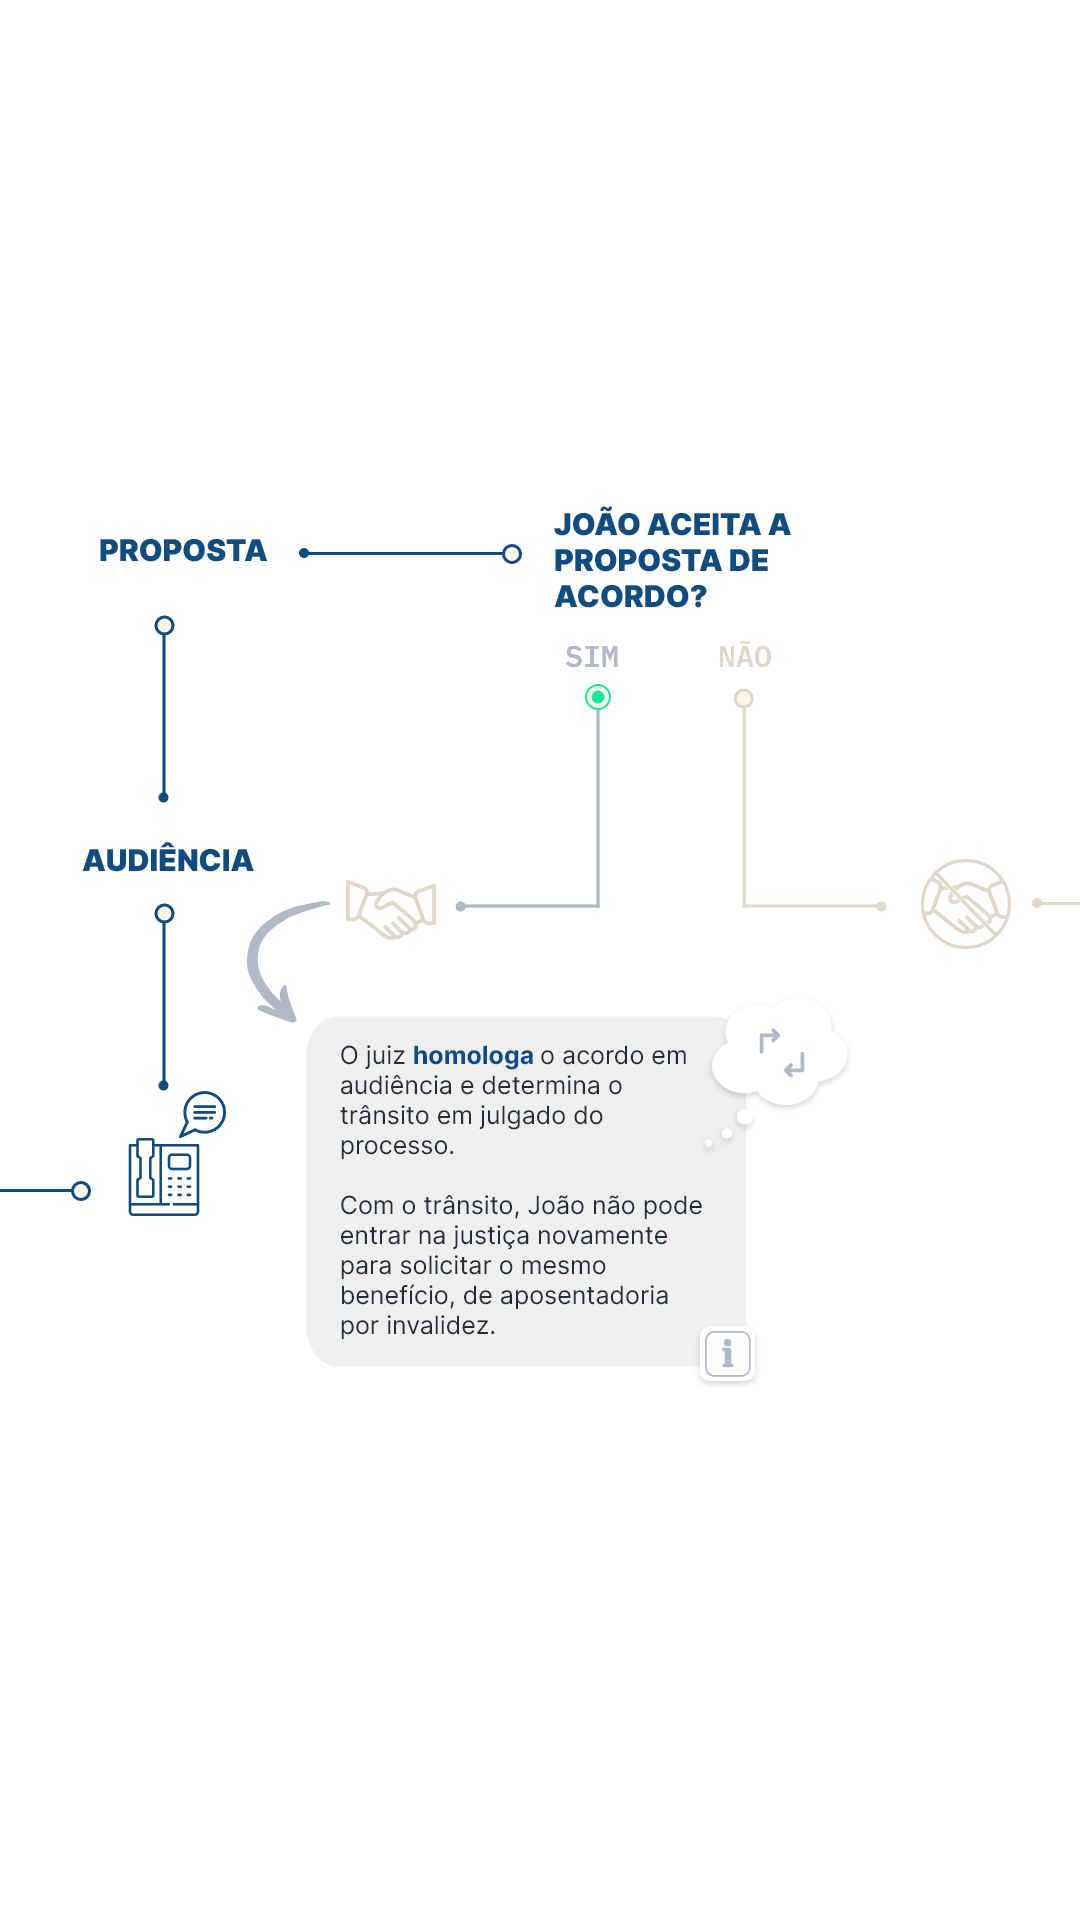 PROPOSTA
JOÃO ACEITA A
PROPOSTA DE
ACORDO?
SIM
NÃO
AUDIÊNCIA
O juiz homologa o acordo em
audiência e determina o
trânsito em julgado do
processo.
Com o trânsito, João não pode
entrar na justiça novamente
para solicitar o mesmo
benefício, de aposentadoria
por invalidez.
i